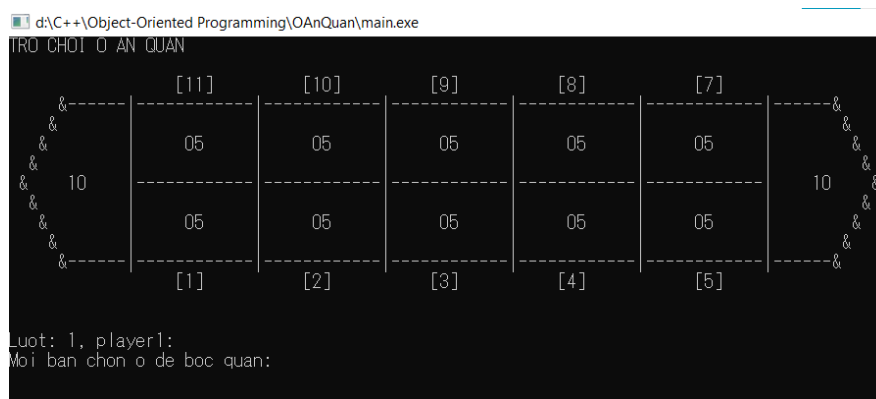 d:\C++\Object-Oriented Programming\OAnQuan\main.exe
TRO CHOI O AN QUAN
[11] [10] [9] [8] [7]
&------|------------|------------|------------|------------|------------|------&
& &
& 05 05 05 05 05 &
& &
& 10 ------------|------------|------------|------------|------------ 10 &
& &
& 05 05 05 05 05 &
& &
&------|------------|------------|------------|------------|------------|------&
[1] [2] [3] [4] [5]
Luot: 1, player1:
Moi ban chon o de boc quan: